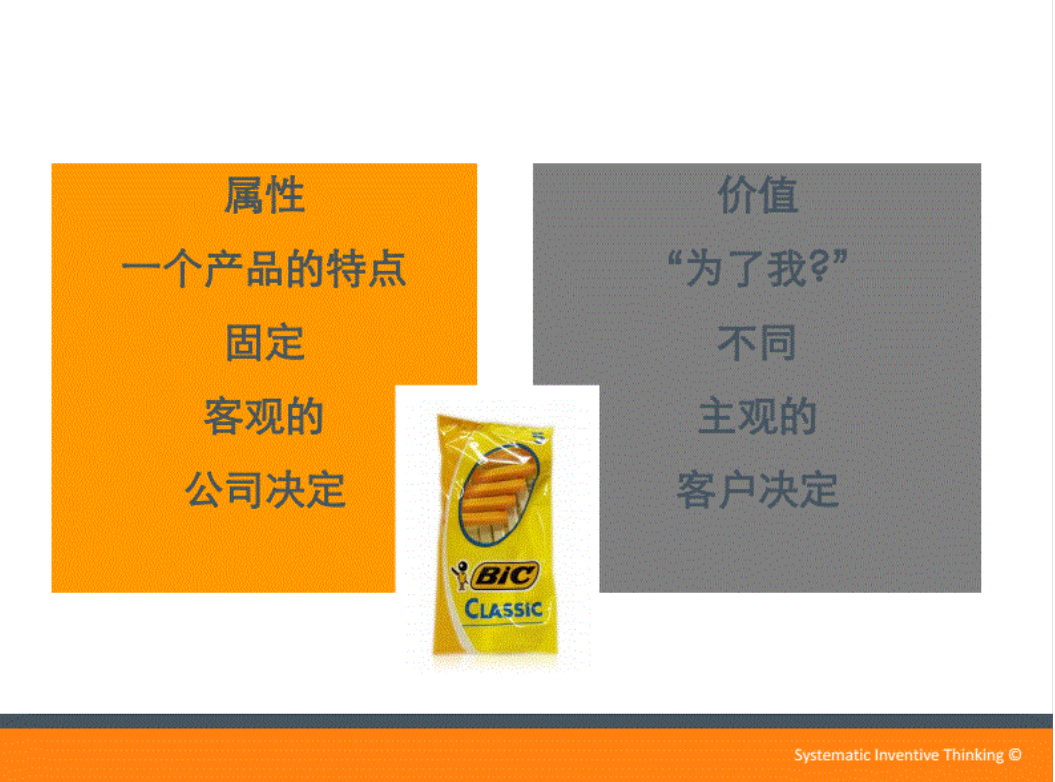 属性
一个产品的特点
固定
客观的
公司决定
价值
“为了我?”
不同
主观的
客户决定
BIC
CLASSIC
Systematic Inventive Thinking ©